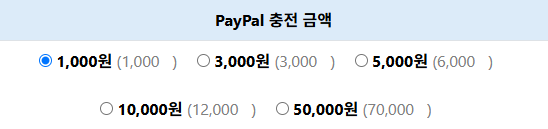 PayPal 충전 금액
1,000원 (1,000 ) 3,000원 (3,000 ) 5,000원 (6,000 )
10,000원 (12,000 ) 50,000원 (70,000 )